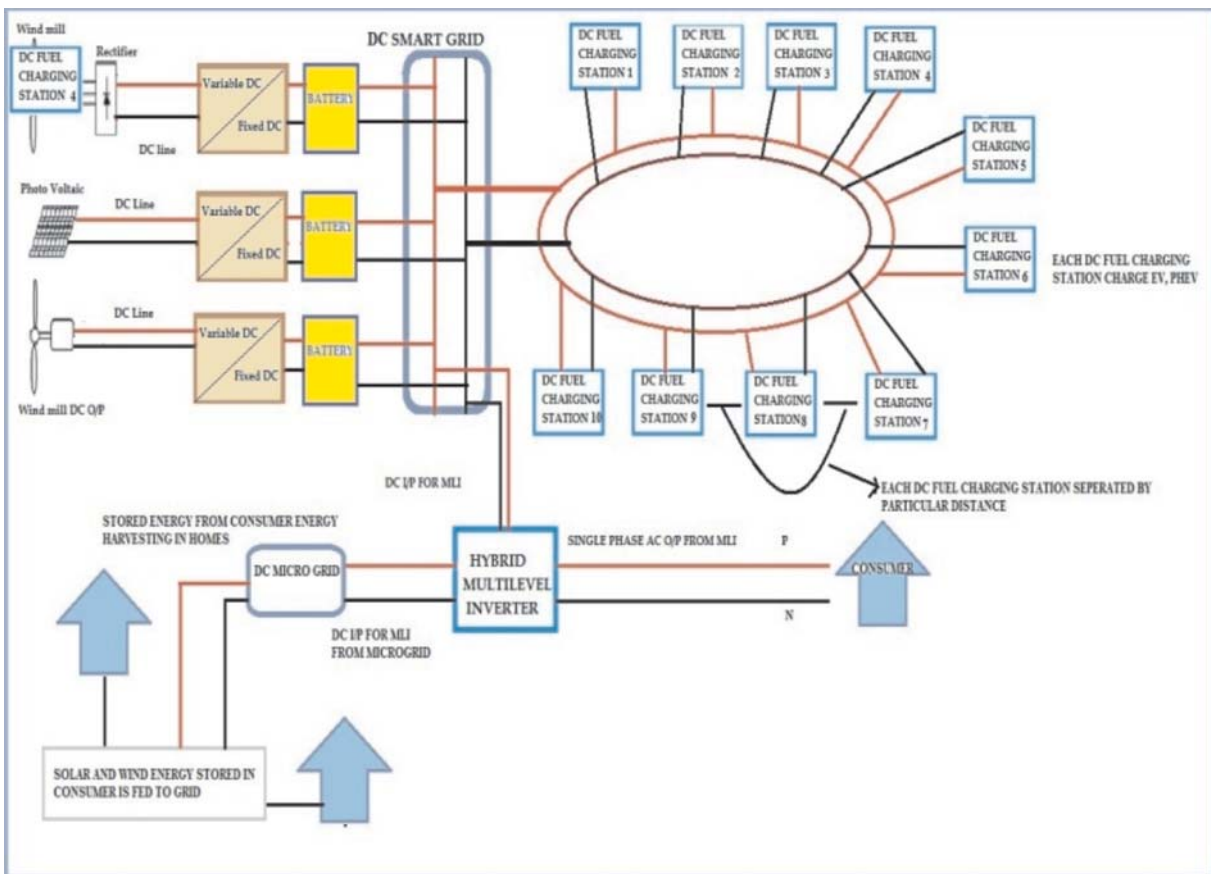 Wind mill
DC FUEL
CHARGING
STATION 4
Rectifier
DC line
Variable DC
Fixed DC
BATTERY
DC SMART GRID
Photo Voltaic
DC Line
Variable DC
Fixed DC
BATTERY
DC Line
Variable DC
Fixed DC
BATTERY
Wind mill DC O/P
DC FUEL
CHARGING
STATION 1
DC FUEL
CHARGING
STATION 2
DC FUEL
CHARGING
STATION 3
DC FUEL
CHARGING
STATION 4
DC FUEL
CHARGING
STATION 5
DC FUEL
CHARGING
STATION 6
EACH DC FUEL CHARGING
STATION CHARGE EV, PHEV
DC FUEL
CHARGING
STATION 10
DC FUEL
CHARGING
STATION 9
DC FUEL
CHARGING
STATION 8
DC FUEL
CHARGING
STATION 7
EACH DC FUEL CHARGING STATION SEPERATED BY
PARTICULAR DISTANCE
DC I/P FOR MLI
STORED ENERGY FROM CONSUMER ENERGY
HARVESTING IN HOMES
DC MICRO GRID
HYBRID
MULTILEVEL
INVERTER
SINGLE PHASE AC O/P FROM MLI
P
N
CONSUMER
DC I/P FOR MLI
FROM MICROGRID
SOLAR AND WIND ENERGY STORED IN
CONSUMER IS FED TO GRID